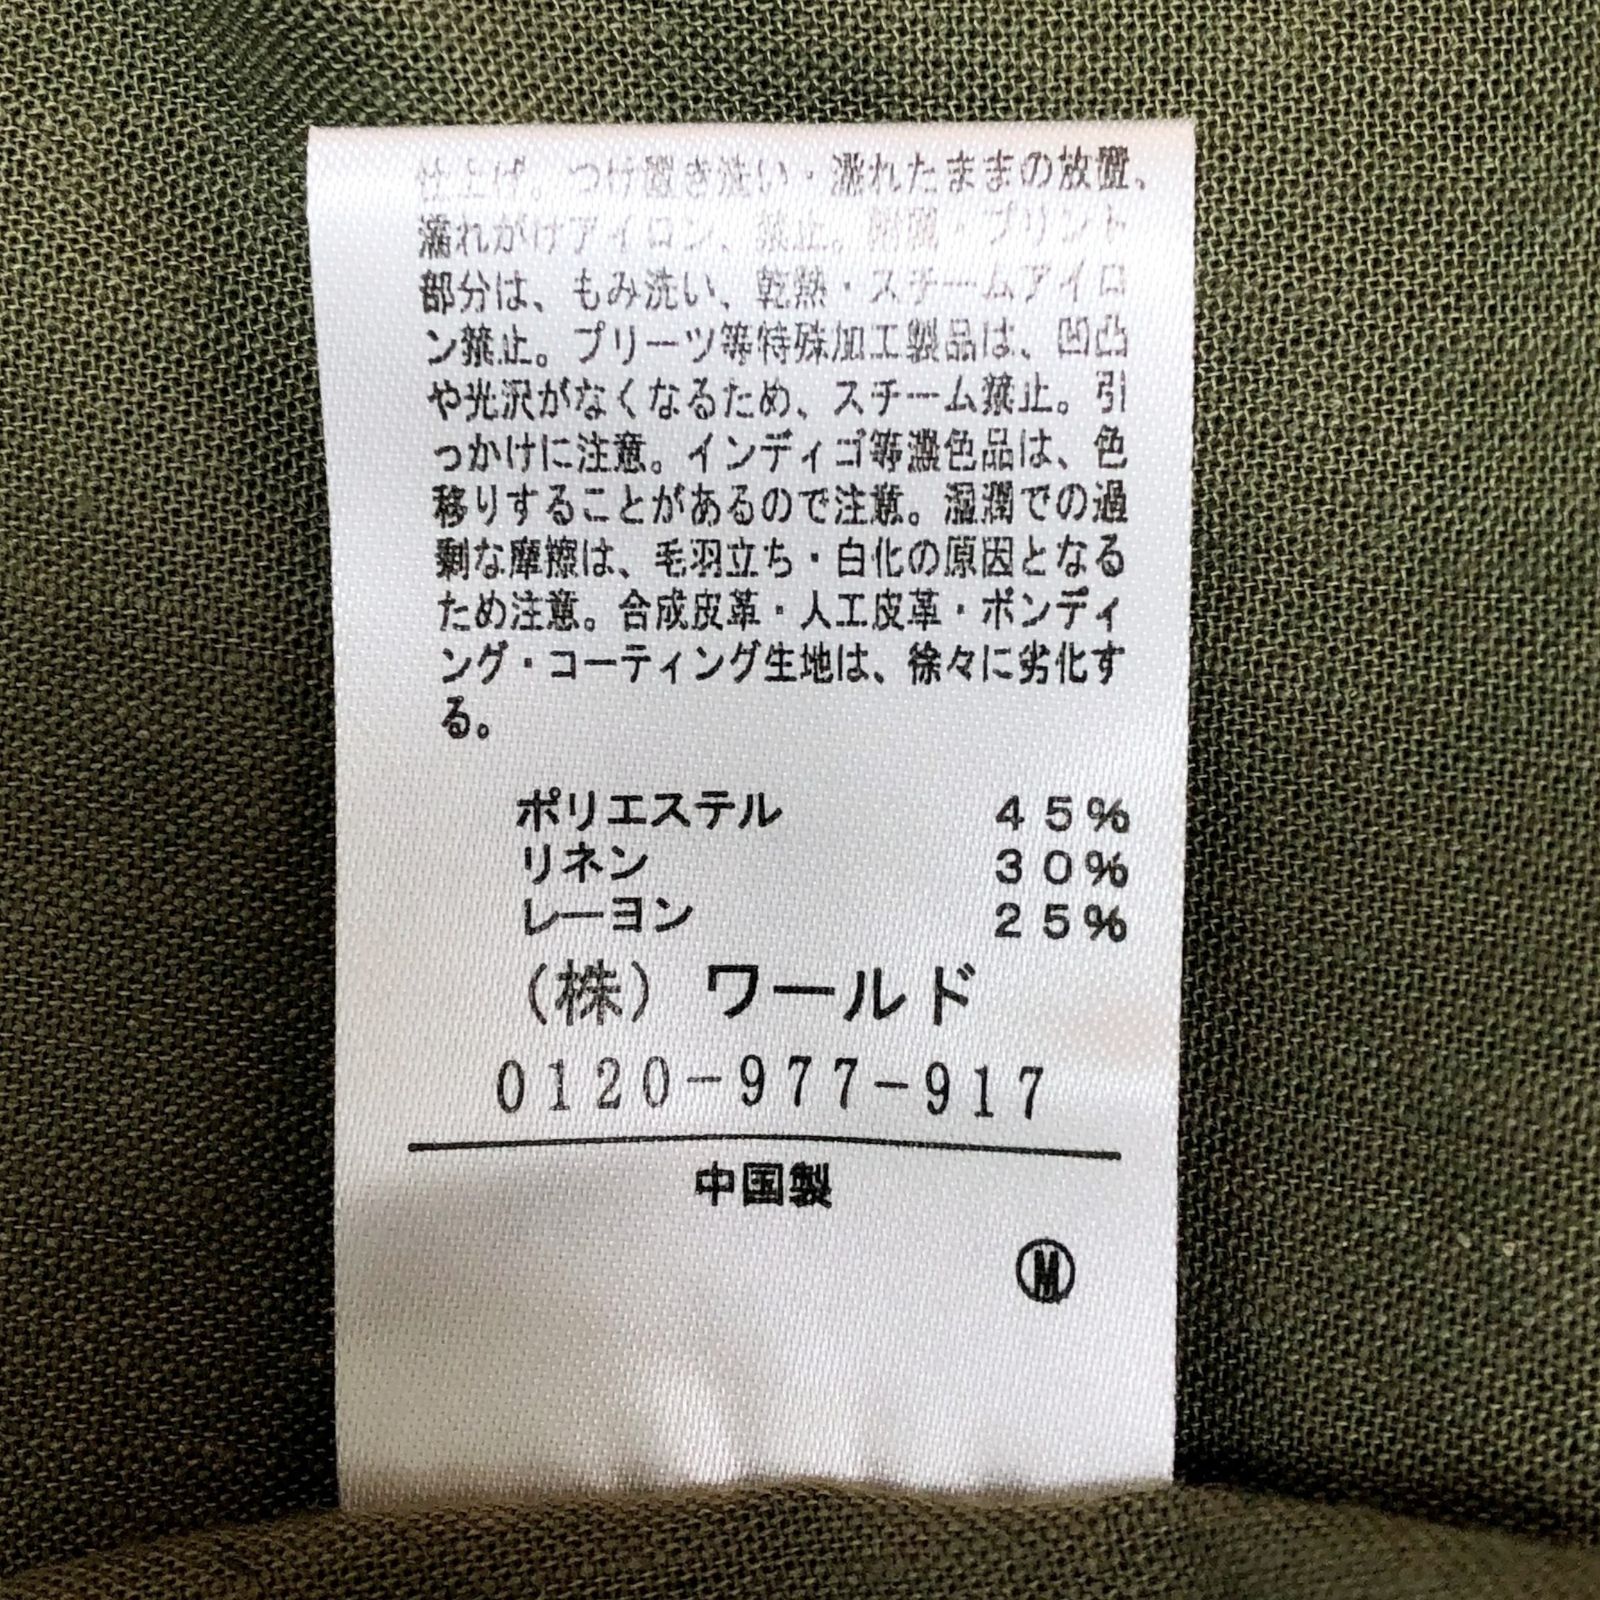 仕上げ。つけ置き洗い・濡れたままの放置、
濡れがけアイロン、禁止。附属・プリント
部分は、もみ洗い、乾熱・スチームアイロ
ン禁止。プリーツ等特殊加工製品は、凹凸
や光沢がなくなるため、スチーム禁止。引
っかけに注意。インディゴ等濃色品は、色
移りすることがあるので注意。湿潤での過
剰な摩擦は、毛羽立ち・白化の原因となる
ため注意。合成皮革・人工皮革・ボンディ
ング・コーティング生地は、徐々に劣化す
る。
ポリエステル ４５％
リネン ３０％
レーヨン ２５％
（株）ワールド
0120-977-917
中国製
Ⓜ